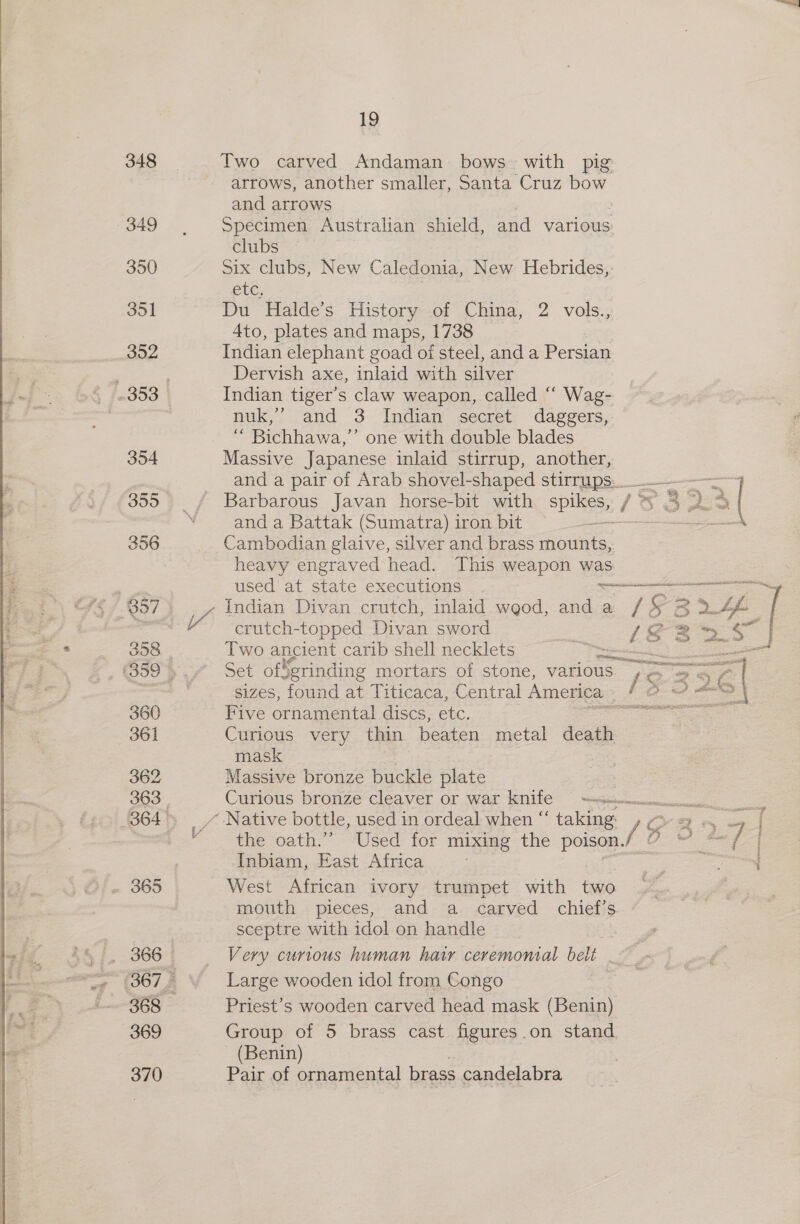 19
348 Two carved Andaman bows with pig
arrows, another smaller, Santa Cruz bow
and arrows
349 Specimen Australian shield, and various
clubs
350 Six clubs, New Caledonia, New Hebrides,
etc.
351 Du Halde's History of China, 2 vols.,
4to, plates and maps, 1738
352 Indian elephant goad of steel, and a Persian
Dervish axe, inlaid with silver
353 Indian tiger's claw weapon, called “ Wag-
nuk,” and 3 Indian secret daggers,
“ Bichhawa,” one with double blades
354 Massive Japanese inlaid stirrup, another,
and a pair of Arab shovel-shaped stirrups
355 Barbarous Javan horse-bit with spikes, 18323
and a Battak (Sumatra) iron bit
356 Cambodian glaive, silver and brass mounts,
heavy engraved head. This weapon was
used at state executions
357 Indian Divan crutch, inlaid wood, and a 18324
crutch-topped Divan sword 18325
358 Two ancient carib shell necklets
359 Set of grinding mortars of stone, various
sizes, found at Titicaca, Central America 18326
360 Five ornamental discs, etc.
361 Curious very thin beaten metal death
mask
362 Massive bronze buckle plate
363 Curious bronze cleaver or war knife
364 Native bottle, used in ordeal when “ taking
the oath.” Used for mixing the poison. 18327
Inbiam, East Africa
365 West African ivory trumpet with two
mouth pieces, and a carved chief's
sceptre with idol on handle
366 Very curious human hair ceremonial belt
367 Large wooden idol from Congo
368 Priest's wooden carved head mask (Benin)
369 Group of 5 brass cast figures on stand
(Benin)
370 Pair of ornamental brass candelabra